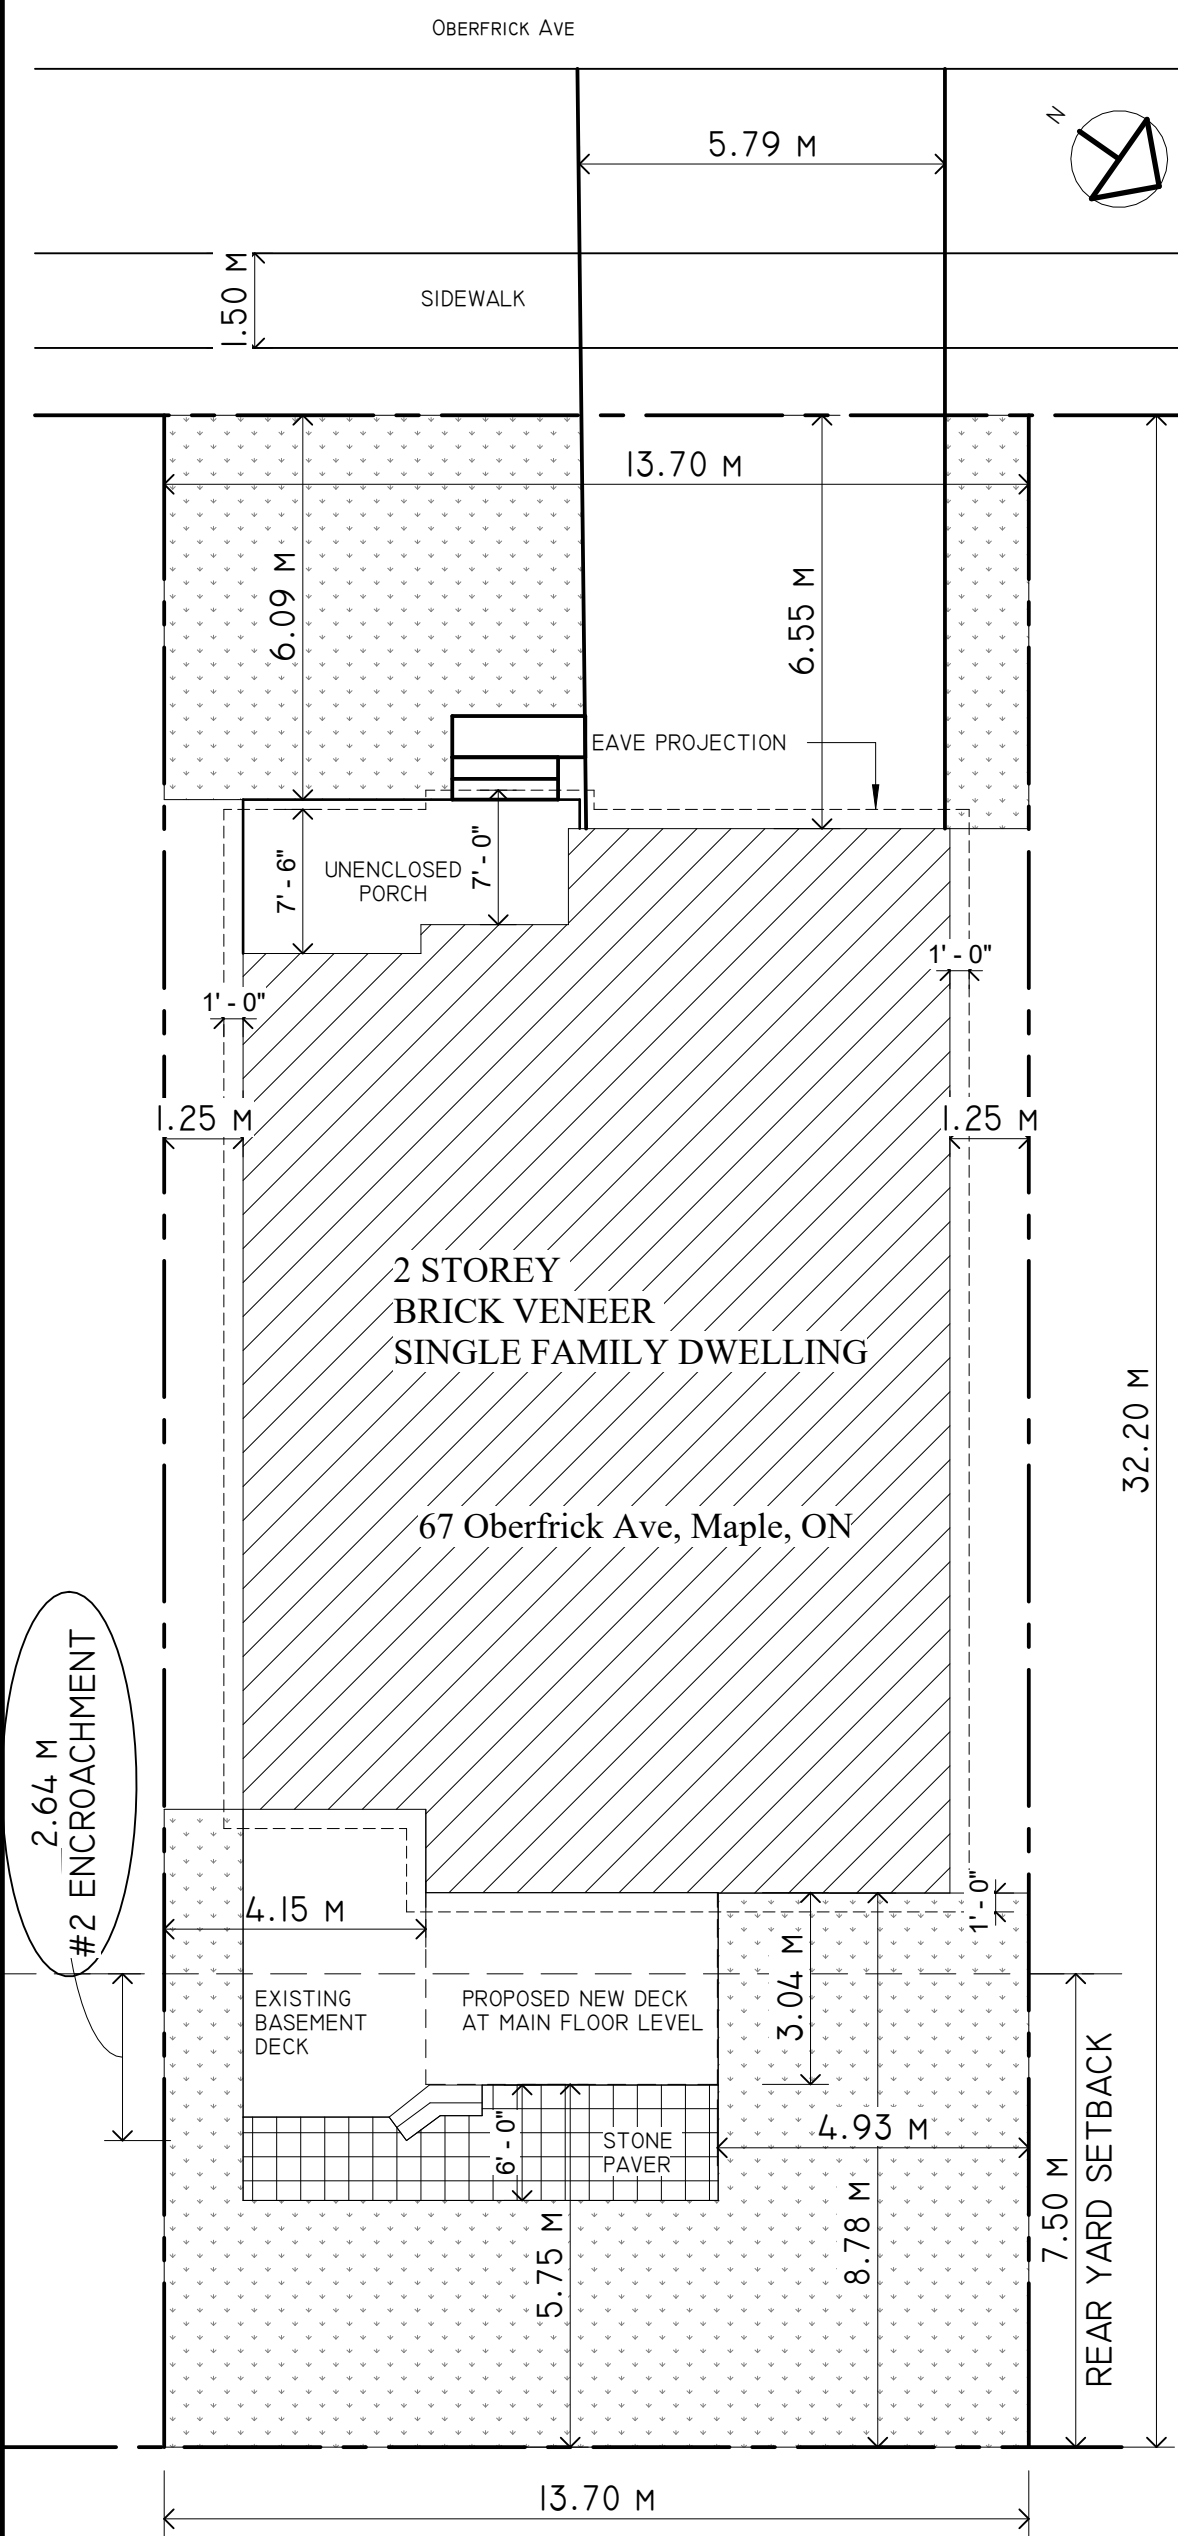 OBERFRICK AVE
N
5.79 M
1.50 M
SIDEWALK
13.70 M
6.09 M
6.55 M
EAVE PROJECTION
7' - 6"
UNENCLOSED
PORCH
7' - 0"
1' - 0"
1' - 0"
1.25 M
1.25 M
2 STOREY
BRICK VENEER
SINGLE FAMILY DWELLING
32.20 M
67 Oberfrick Ave, Maple, ON
2.64 M
#2 ENCROACHMENT
4.15 M
1' - 0"
3.04 M
EXISTING
BASEMENT
DECK
PROPOSED NEW DECK
AT MAIN FLOOR LEVEL
6' - 0"
STONE
PAVER
4.93 M
5.75 M
8.78 M
7.50 M
REAR YARD SETBACK
13.70 M